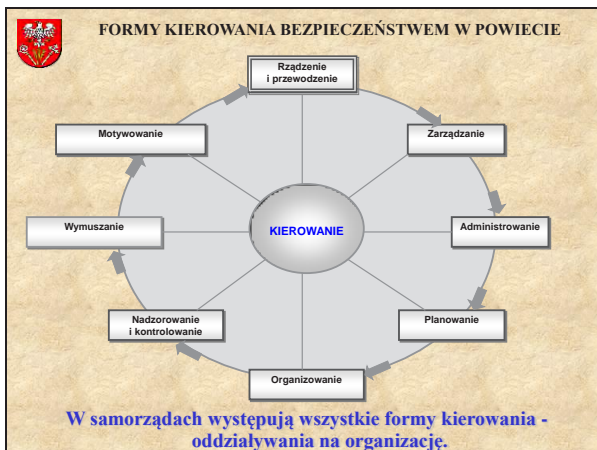 FORMY KIEROWANIA BEZPIECZEŃSTWEM W POWIECIE
Rządzenie
i przewodzenie
Motywowanie
Zarządzanie
Wymuszanie
KIEROWANIE
Administrowanie
Nadzorowanie
i kontrolowanie
Planowanie
Organizowanie
W samorządach występują wszystkie formy kierowania -
oddziaływania na organizację.